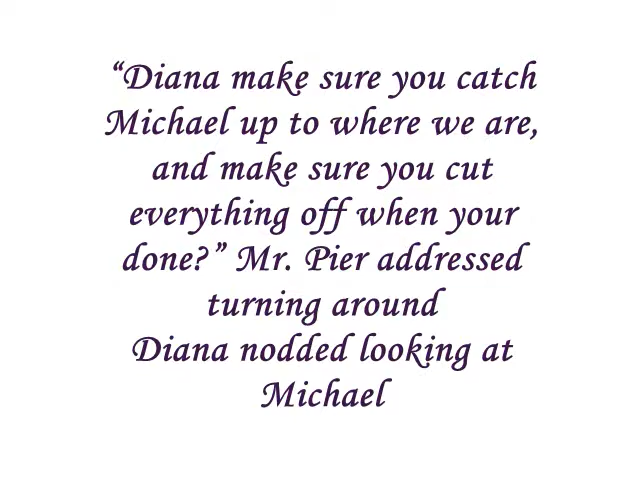 “Diana make sure you catch
Michael up to where we are,
and make sure you cut
everything off when your
done?” Mr. Pier addressed
turning around
Diana nodded looking at
Michael